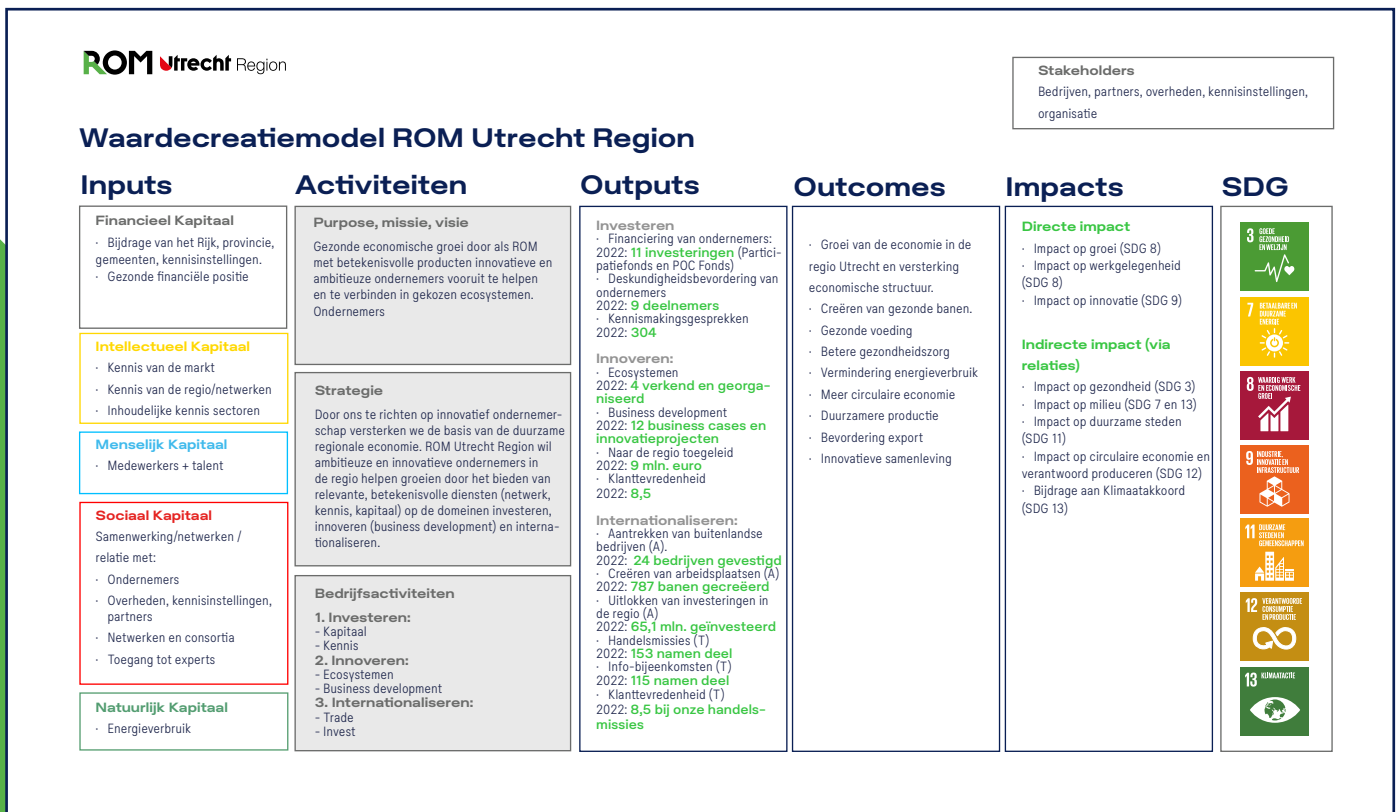 ROM Utrecht Region
Stakeholders
Bedrijven, partners, overheden, kennisinstellingen,
organisatie
Waardecreatiemodel ROM Utrecht Region
Inputs
Financieel Kapitaal
· Bijdrage van het Rijk, provincie,
gemeenten, kennisinstellingen.
· Gezonde financiële positie
Intellectueel Kapitaal
· Kennis van de markt
· Kennis van de regio/netwerken
· Inhoudelijke kennis sectoren
Menselijk Kapitaal
· Medewerkers + talent
Sociaal Kapitaal
Samenwerking/netwerken /
relatie met:
· Ondernemers
· Overheden, kennisinstellingen,
partners
· Netwerken en consortia
· Toegang tot experts
Natuurlijk Kapitaal
· Energieverbruik
Activiteiten
Purpose, missie, visie
Gezonde economische groei door als ROM
met betekenisvolle producten innovatieve en
ambitieuze ondernemers vooruit te helpen
en te verbinden in gekozen ecosystemen.
Ondernemers
Strategie
Door ons te richten op innovatief ondernemer-
schap versterken we de basis van de duurzame
regionale economie. ROM Utrecht Region wil
ambitieuze en innovatieve ondernemers in
de regio helpen groeien door het bieden van
relevante, betekenisvolle diensten (netwerk,
kennis, kapitaal) op de domeinen investeren,
innoveren (business development) en interna-
tionaliseren.
Bedrijfsactiviteiten
1. Investeren:
- Kapitaal
- Kennis
2. Innoveren:
- Ecosystemen
- Business development
3. Internationaliseren:
- Trade
- Invest
Outputs
Investeren
· Financiering van ondernemers:
2022: 11 investeringen (Partici-
patiefonds en POC Fonds)
· Deskundigheidsbevordering van
ondernemers
2022: 9 deelnemers
· Kennismakingsgesprekken
2022: 304
Innoveren:
· Ecosystemen
2022: 4 verkend en georga-
niseerd
· Business development
2022: 12 business cases en
innovatieprojecten
· Naar de regio toegeleid
2022: 9 mln. euro
· Klanttevredenheid
2022: 8,5
Internationaliseren:
· Aantrekken van buitenlandse
bedrijven (A).
2022: 24 bedrijven gevestigd
· Creëren van arbeidsplaatsen (A)
2022: 787 banen gecreëerd
· Uitlokken van investeringen in
de regio (A)
2022: 65,1 mln. geïnvesteerd
· Handelsmissies (T)
2022: 153 namen deel
· Info-bijeenkomsten (T)
2022: 115 namen deel
· Klanttevredenheid (T)
2022: 8,5 bij onze handels-
missies
Outcomes
· Groei van de economie in de
regio Utrecht en versterking
economische structuur.
· Creëren van gezonde banen.
· Gezonde voeding
· Betere gezondheidszorg
· Vermindering energieverbruik
· Meer circulaire economie
· Duurzamere productie
· Bevordering export
· Innovatieve samenleving
Impacts
Directe impact
· Impact op groei (SDG 8)
· Impact op werkgelegenheid
(SDG 8)
· Impact op innovatie (SDG 9)
Indirecte impact (via
relaties)
· Impact op gezondheid (SDG 3)
· Impact op milieu (SDG 7 en 13)
· Impact op duurzame steden
(SDG 11)
· Impact op circulaire economie en
verantwoord produceren (SDG 12)
· Bijdrage aan Klimaatakkoord
(SDG 13)
SDG
3 GOEDE
GEZONDHEID
EN WELZIJN
7 BETAALBARE EN
DUURZAME
ENERGIE
8 WAARDIG WERK
EN ECONOMISCHE
GROEI
9 INDUSTRIE,
INNOVATIE EN
INFRASTRUCTUUR
11 DUURZAME
STEDEN EN
GEMEENSCHAPPEN
12 VERANTWOORDE
CONSUMPTIE
EN PRODUCTIE
13 KLIMAATACTIE